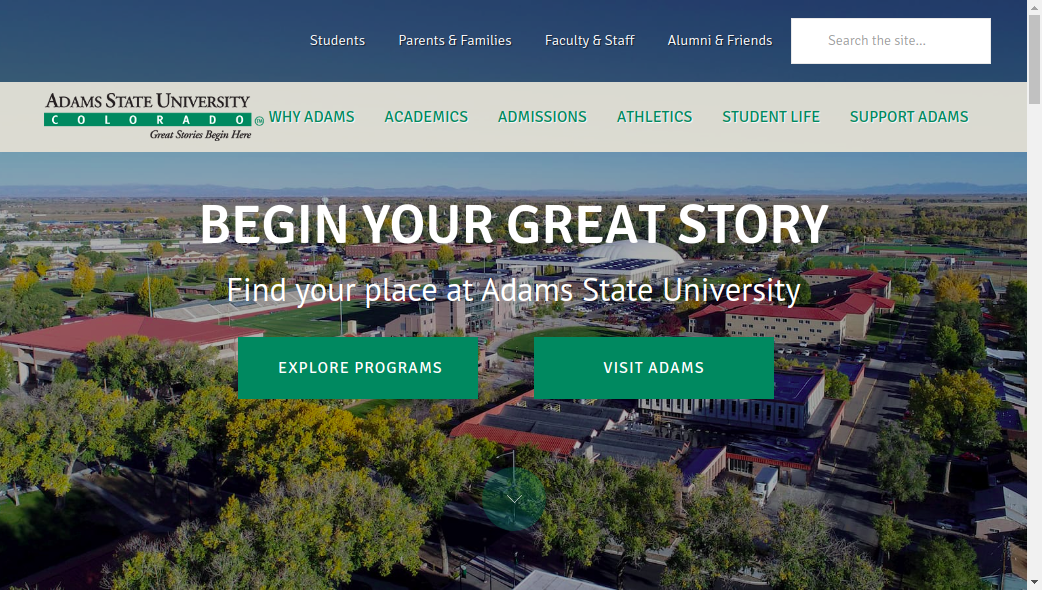 Students Parents & Families Faculty & Staff Alumni & Friends Search the site...
ADAMS STATE UNIVERSITY
COLORADO
Great Stories Begin Here
WHY ADAMS ACADEMICS ADMISSIONS ATHLETICS STUDENT LIFE SUPPORT ADAMS
BEGIN YOUR GREAT STORY
Find your place at Adams State University
EXPLORE PROGRAMS VISIT ADAMS